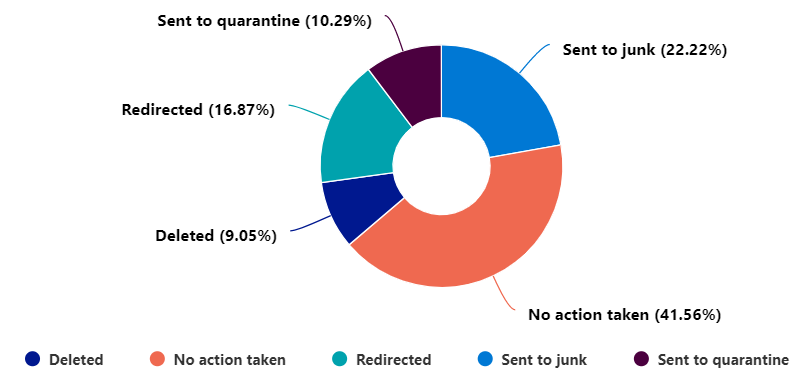 Sent to quarantine (10.29%)
Sent to junk (22.22%)
Redirected (16.87%)
Deleted (9.05%)
No action taken (41.56%)
Deleted
No action taken
Redirected
Sent to junk
Sent to quarantine